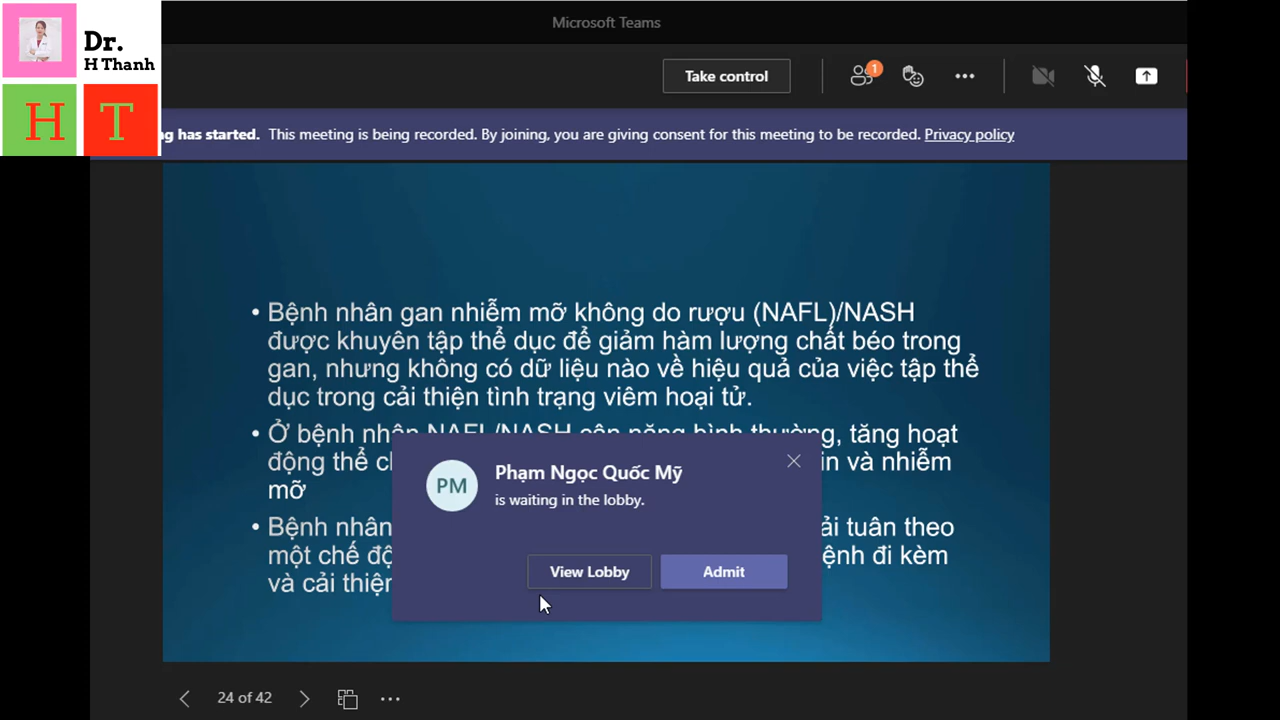 Microsoft Teams
Dr.
H Thanh
H T
Take control
1
ng has started. This meeting is being recorded. By joining, you are giving consent for this meeting to be recorded. Privacy policy
• Bệnh nhân gan nhiễm mỡ không do rượu (NAFL)/NASH
được khuyên tập thể dục để giảm hàm lượng chất béo trong
gan, nhưng không có dữ liệu nào về hiệu quả của việc tập thể
dục trong cải thiện tình trạng viêm hoại tử.
• Ở bệnh nhân NAFL/NASH cân nặng bình thường, tăng hoạt
động thể in và nhiễm
mỡ
• Bệnh nhân ải tuân theo
một chế độ ệnh đi kèm
và cải thiện
PM
Phạm Ngọc Quốc Mỹ
is waiting in the lobby.
View Lobby
Admit
24 of 42